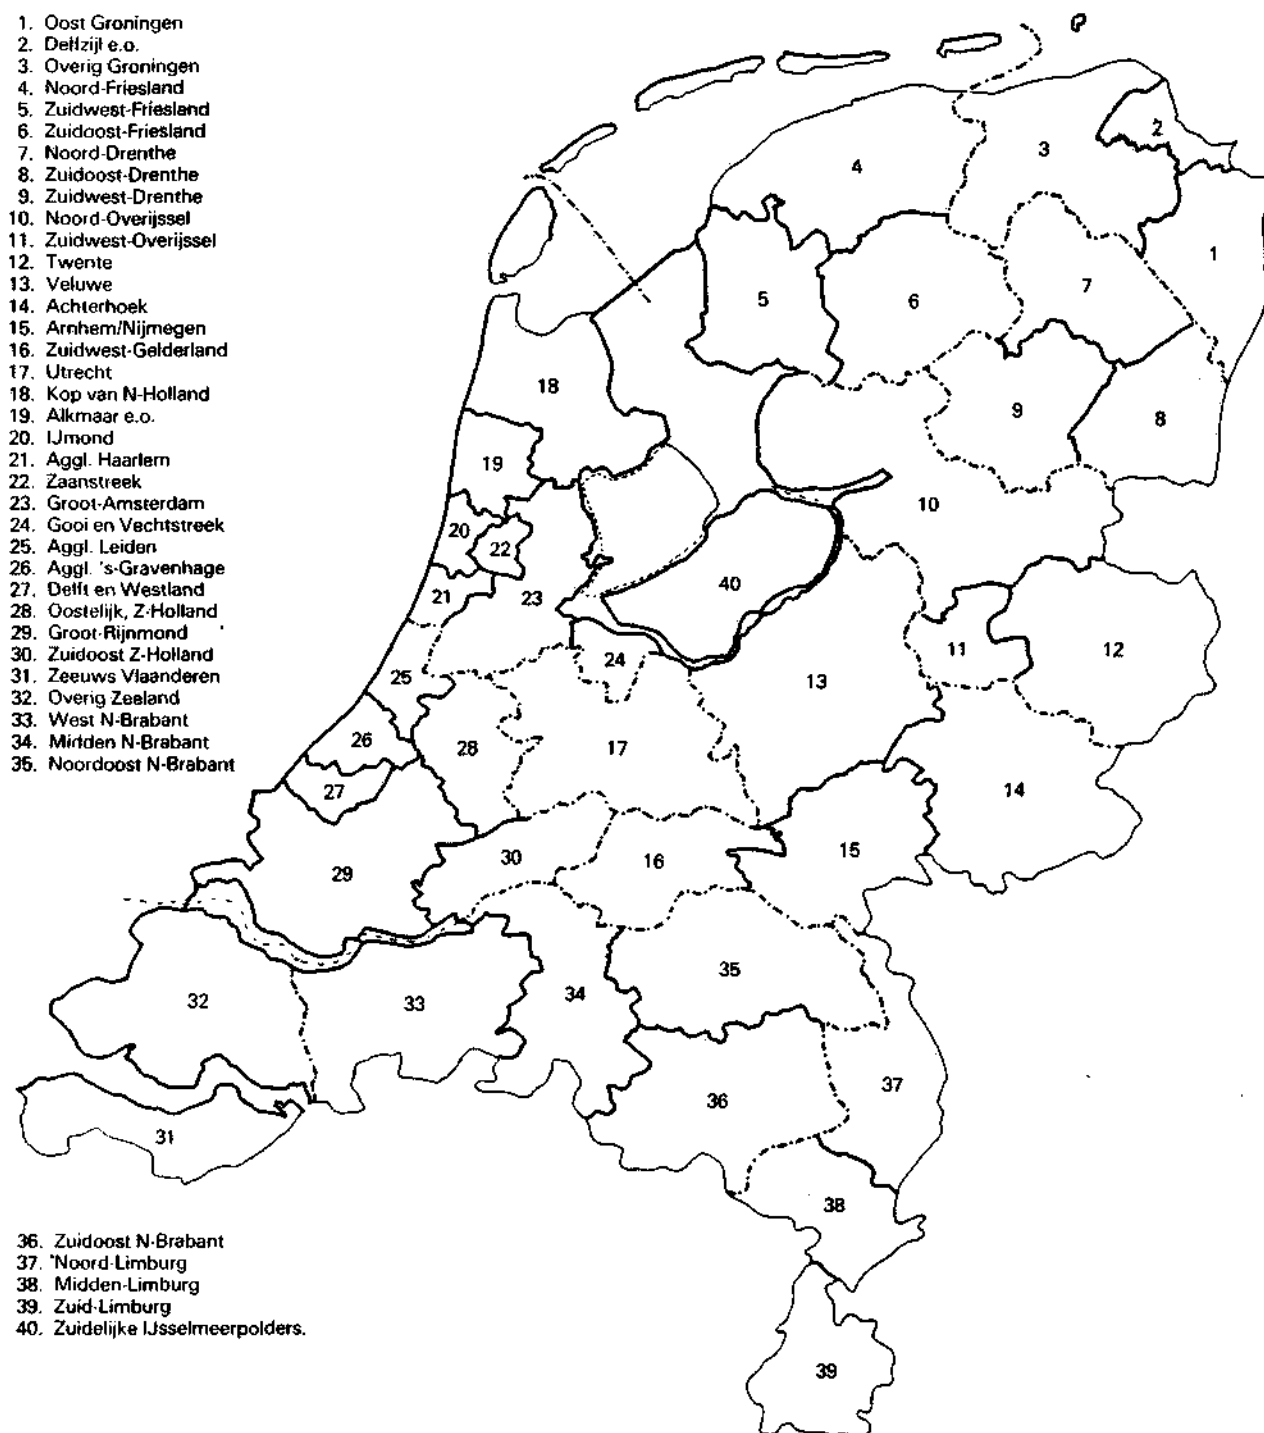 1. Oost Groningen
2. Delfzijl e.o.
3. Overig Groningen
4. Noord-Friesland
5. Zuidwest-Friesland
6. Zuidoost-Friesland
7. Noord-Drenthe
8. Zuidoost-Drenthe
9. Zuidwest-Drenthe
10. Noord-Overijssel
11. Zuidwest-Overijssel
12. Twente
13. Veluwe
14. Achterhoek
15. Arnhem/Nijmegen
16. Zuidwest-Gelderland
17. Utrecht
18. Kop van N-Holland
19. Alkmaar e.o.
20. IJmond
21. Aggl. Haarlem
22. Zaanstreek
23. Groot-Amsterdam
24. Gooi en Vechtstreek
25. Aggl. Leiden
26. Aggl. 's-Gravenhage
27. Delft en Westland
28. Oostelijk, Z-Holland
29. Groot-Rijnmond
30. Zuidoost Z-Holland
31. Zeeuws Vlaanderen
32. Overig Zeeland
33. West N-Brabant
34. Midden N-Brabant
35. Noordoost N-Brabant
36. Zuidoost N-Brabant
37. Noord-Limburg
38. Midden-Limburg
39. Zuid-Limburg
40. Zuidelijke IJsselmeerpolders.
2
3
4
1
7
5
6
18
9
8
19
10
20
22
21
23
40
24
11
12
25
13
26
28
17
27
14
30
16
15
29
35
32
33
34
37
36
31
38
39